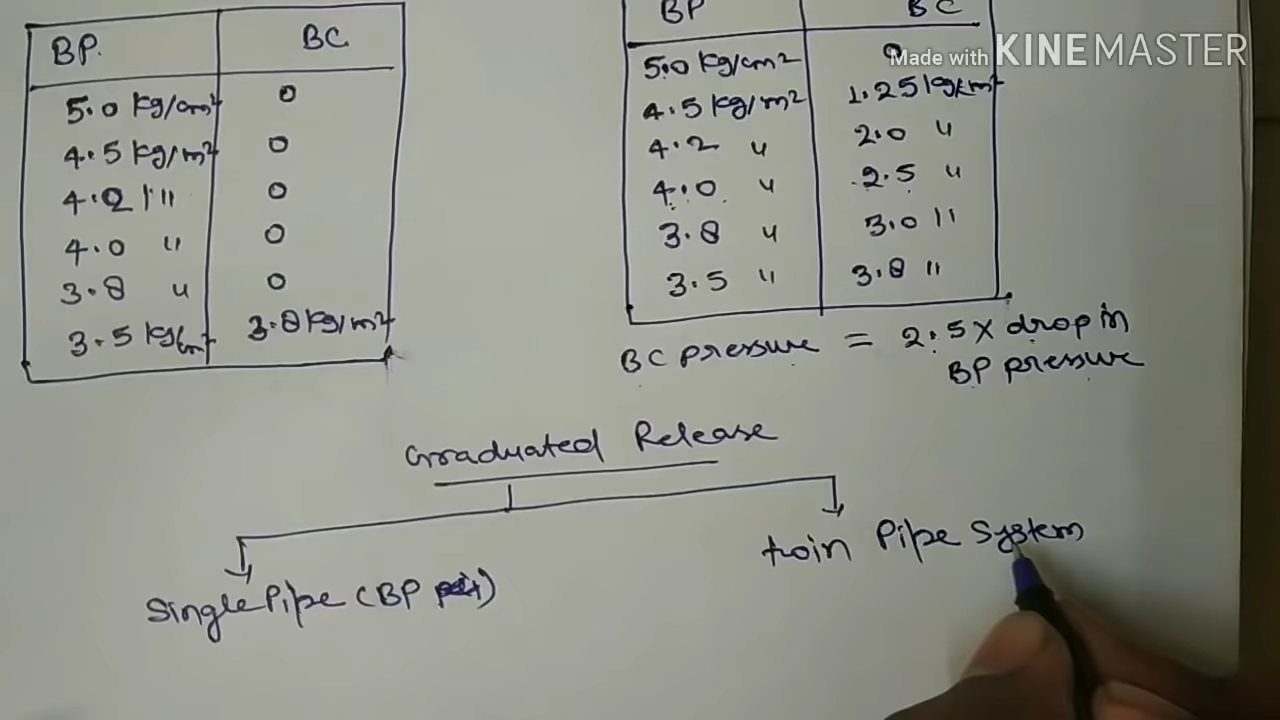 BP BC
5.0 kg/cm² 0
4.5 kg/m² 0
4.2 " 0
4.0 " 0
3.8 " 0
3.5 kg/cm² 3.8 kg/m²
BP BC
Made with KINEMASTER
5.0 kg/cm² 0
4.5 kg/m² 1.25 kg/cm²
4.2 " 2.0 "
4.0 " 2.5 "
3.8 " 3.0 "
3.5 " 3.8 "
BC pressure = 2.5 X drop in
BP pressure
Graduated Release
Single Pipe (BP
twin Pipe System